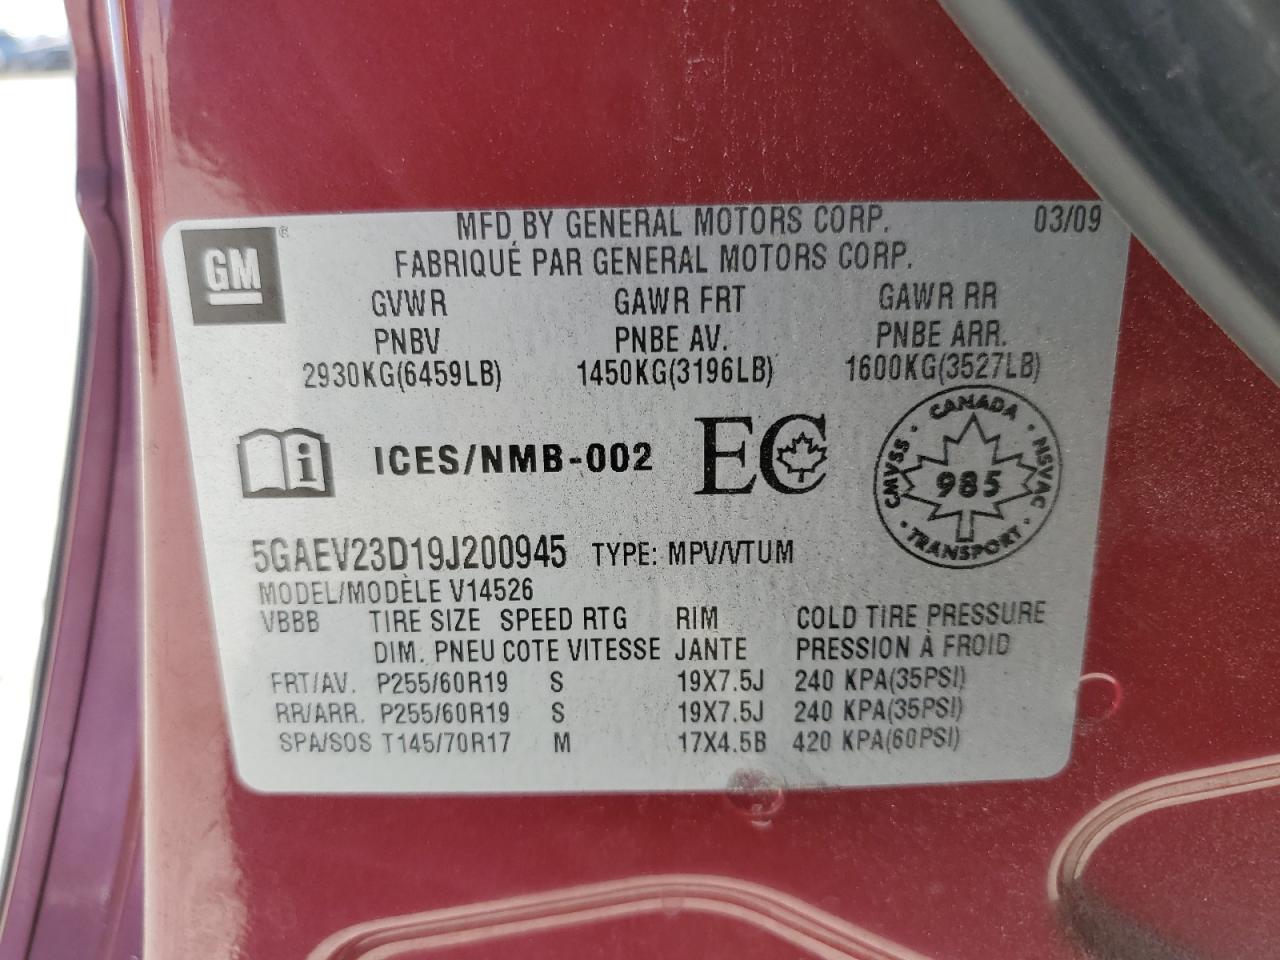 MFD BY GENERAL MOTORS CORP. 03/09
GM ®
FABRIQUÉ PAR GENERAL MOTORS CORP.
GVWR GAWR FRT GAWR RR
PNBV PNBE AV. PNBE ARR.
2930KG(6459LB) 1450KG(3196LB) 1600KG(3527LB)
i ICES/NMB-002 EC
CANADA
CMVSS 985 NSVAC
TRANSPORT
5GAEV23D19J200945 TYPE: MPV/VTUM
MODEL/MODÈLE V14526
VBBB TIRE SIZE SPEED RTG RIM COLD TIRE PRESSURE
DIM. PNEU COTE VITESSE JANTE PRESSION À FROID
FRT/AV. P255/60R19 S 19X7.5J 240 KPA(35PSI)
RR/ARR. P255/60R19 S 19X7.5J 240 KPA(35PSI)
SPA/SOS T145/70R17 M 17X4.5B 420 KPA(60PSI)